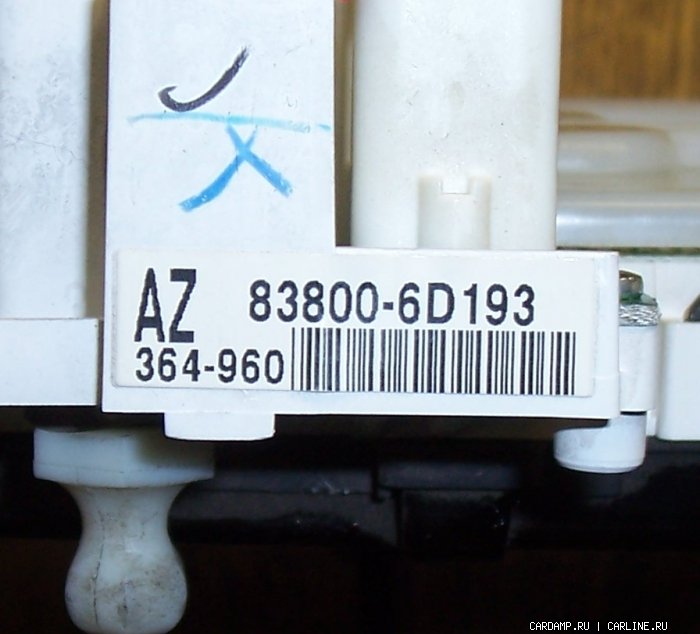 AZ 83800-6D193
364-960
CARDAMP.RU | CARLINE.RU